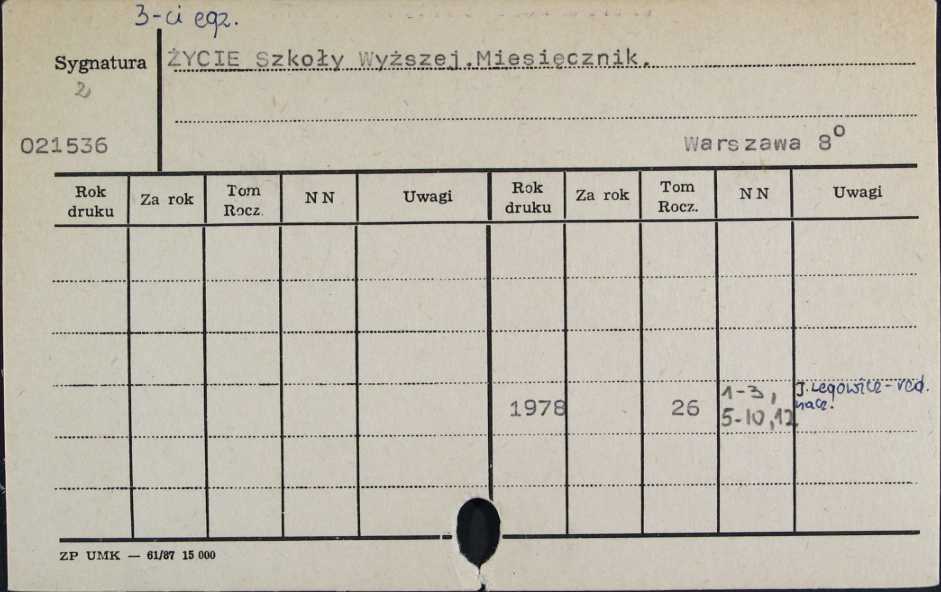 3-ci egz.
Sygnatura
ŻYCIE Szkoły Wyższej.Miesięcznik.
2
021536
Warszawa 8°
Rok druku Za rok Tom Rocz. N N Uwagi Rok druku Za rok Tom Rocz. N N Uwagi
1978 26 1-3, 5-10,12 J.Legowicz-red. nacz.
ZP UMK — 61/87 15 000